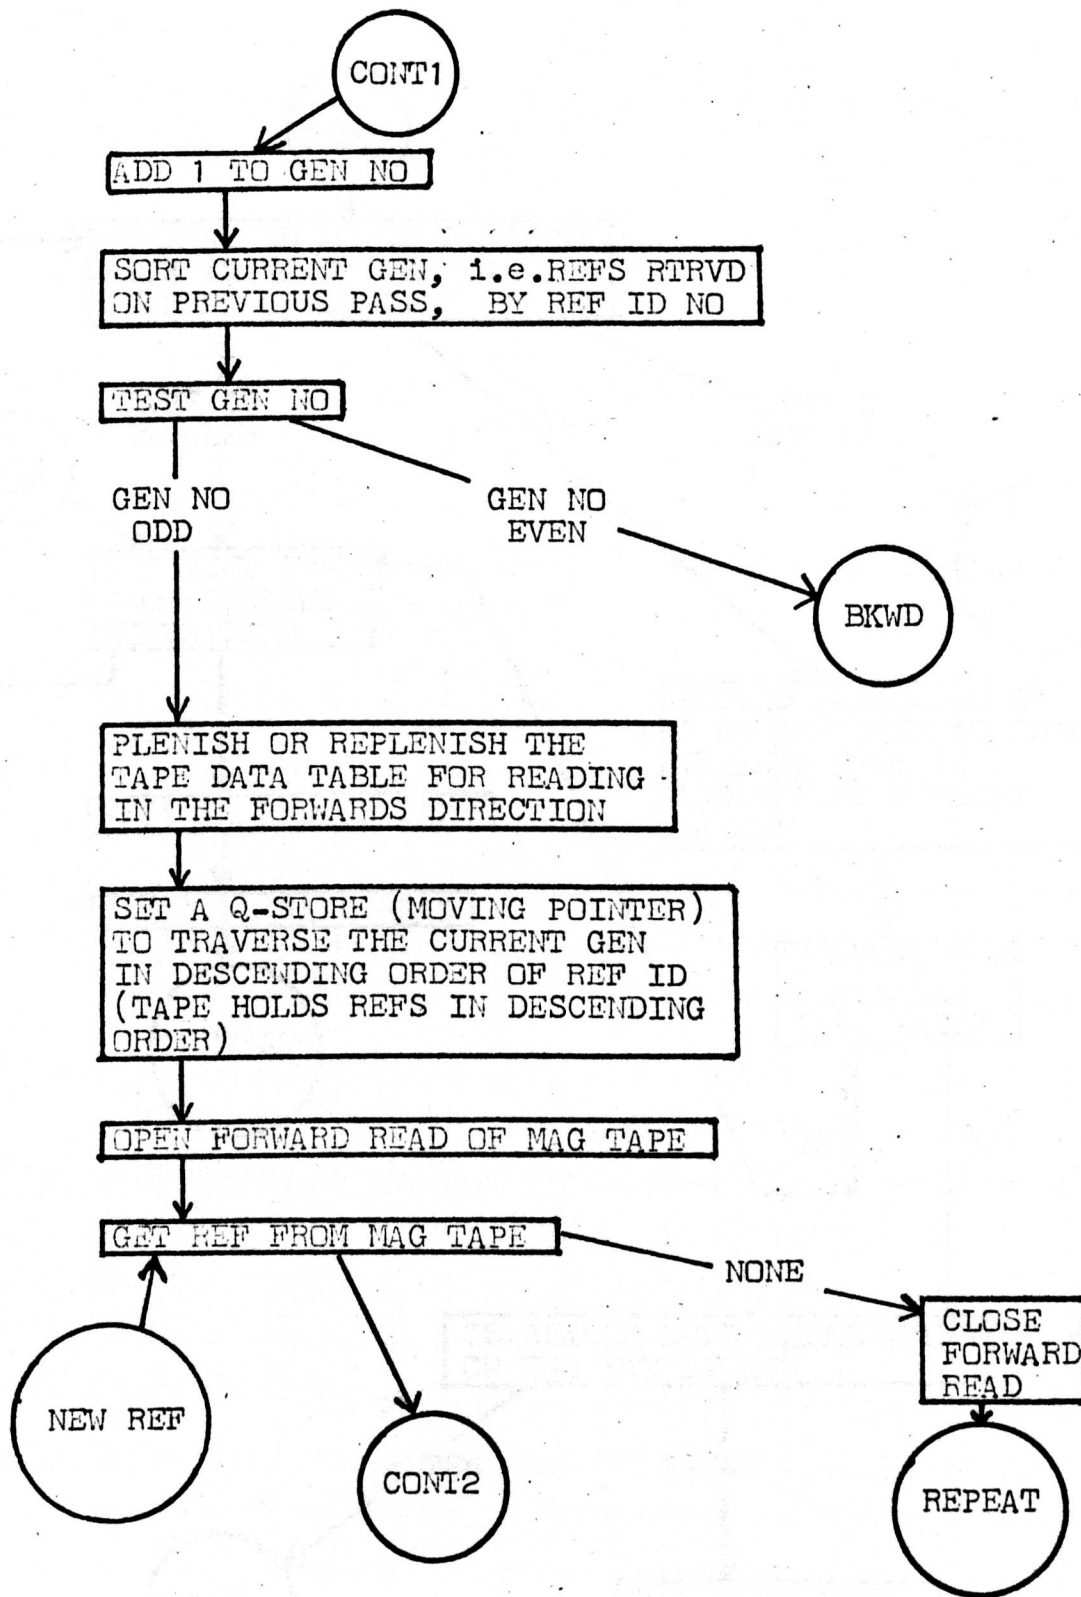 CONT1
ADD 1 TO GEN NO
SORT CURRENT GEN, i.e.REFS RTRVD
ON PREVIOUS PASS, BY REF ID NO
TEST GEN NO
GEN NO
ODD
GEN NO
EVEN
BKWD
PLENISH OR REPLENISH THE
TAPE DATA TABLE FOR READING
IN THE FORWARDS DIRECTION
SET A Q-STORE (MOVING POINTER)
TO TRAVERSE THE CURRENT GEN
IN DESCENDING ORDER OF REF ID
(TAPE HOLDS REFS IN DESCENDING
ORDER)
OPEN FORWARD READ OF MAG TAPE
GET REF FROM MAG TAPE
NONE
CLOSE
FORWARD
READ
NEW REF
CONT2
REPEAT